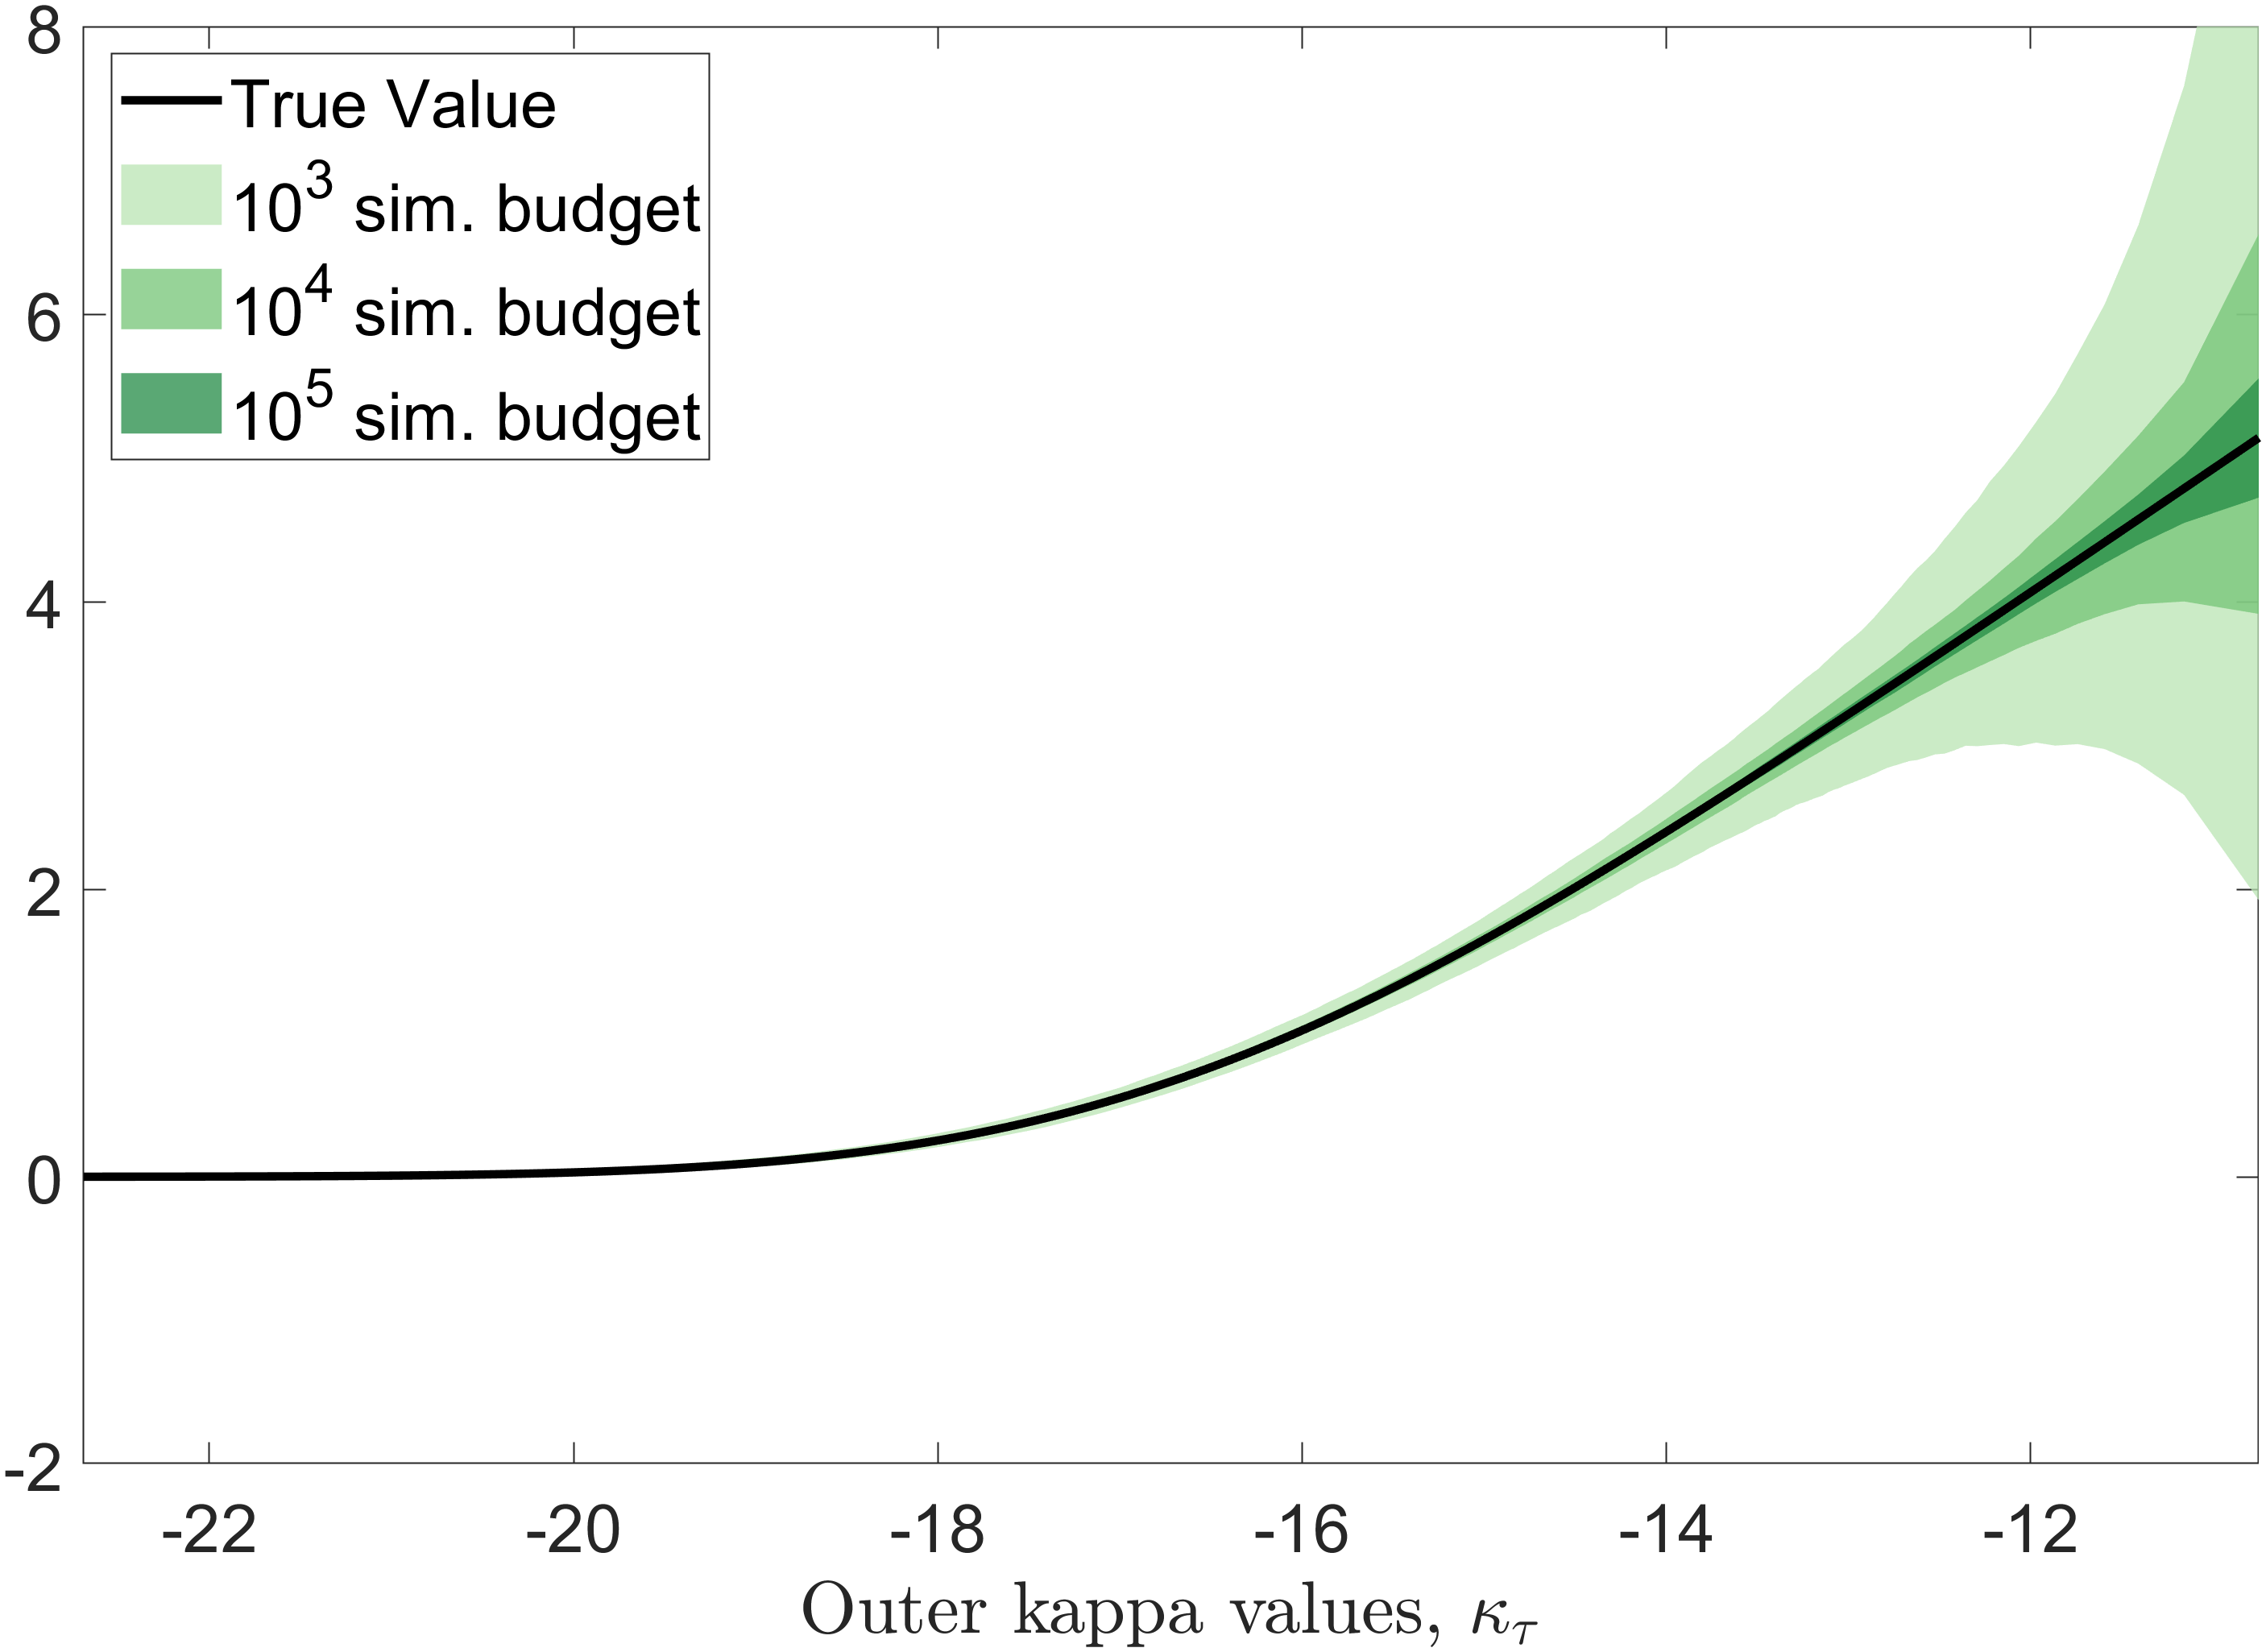 8
6
4
2
0
-2
True Value
10³ sim. budget
10⁴ sim. budget
10⁵ sim. budget
-22 -20 -18 -16 -14 -12
Outer kappa values, κ_τ